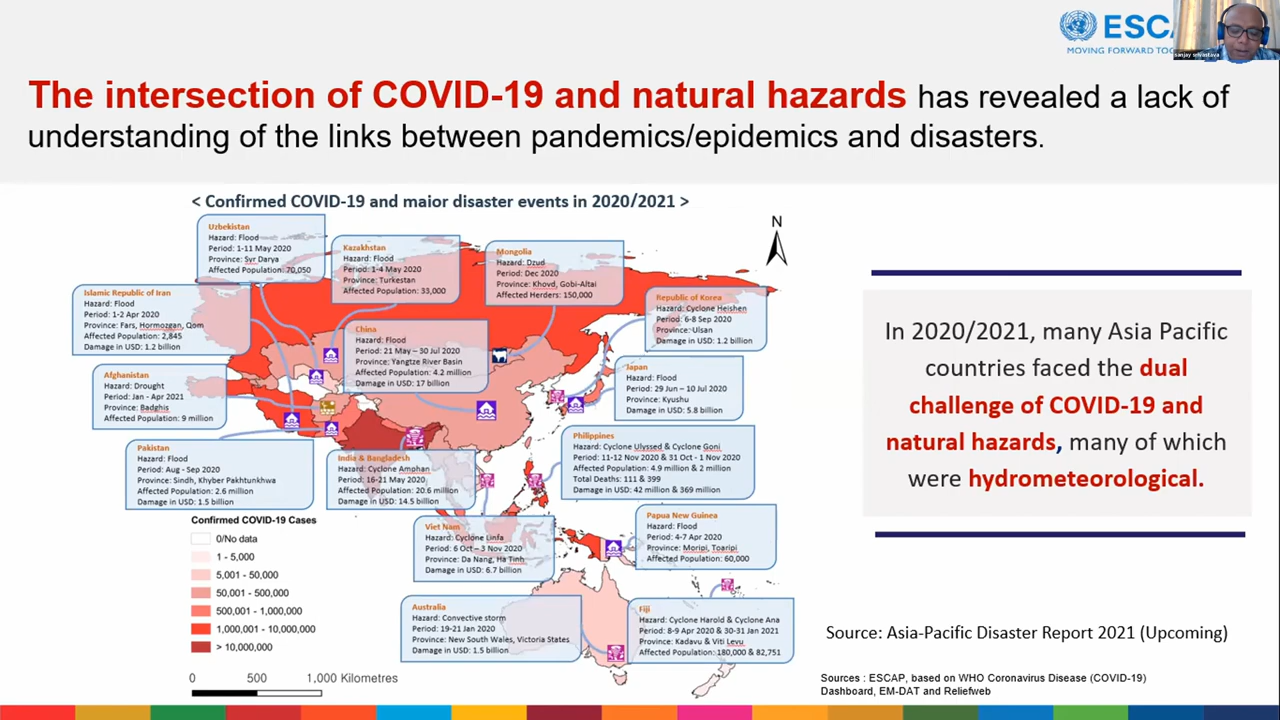 ESCA
MOVING FORWARD TOG
sanjay srivastava
The intersection of COVID-19 and natural hazards has revealed a lack of
understanding of the links between pandemics/epidemics and disasters.
< Confirmed COVID-19 and maior disaster events in 2020/2021 >
N
Uzbekistan
Hazard: Flood
Period: 1-11 May 2020
Province: Syr Darya
Affected Population: 70,050
Kazakhstan
Hazard: Flood
Period: 1-4 May 2020
Province: Turkestan
Affected Population: 33,000
Mongolia
Hazard: Dzud
Period: Dec 2020
Province: Khovd, Gobi-Altai
Affected Herders: 150,000
Islamic Republic of Iran
Hazard: Flood
Period: 1-2 Apr 2020
Province: Fars, Hormozgan, Qom
Affected Population: 2,845
Damage in USD: 1.2 billion
Republic of Korea
Hazard: Cyclone Heishen
Period: 6-8 Sep 2020
Province: Ulsan
Damage in USD: 1.2 billion
China
Hazard: Flood
Period: 21 May – 30 Jul 2020
Province: Yangtze River Basin
Affected Population: 4.2 million
Damage in USD: 17 billion
Japan
Hazard: Flood
Period: 29 Jun – 10 Jul 2020
Province: Kyushu
Damage in USD: 5.8 billion
Afghanistan
Hazard: Drought
Period: Jan - Apr 2021
Province: Badghis
Affected Population: 9 million
Pakistan
Hazard: Flood
Period: Aug - Sep 2020
Province: Sindh, Khyber Pakhtunkhwa
Affected Population: 2.6 million
Damage in USD: 1.5 billion
India & Bangladesh
Hazard: Cyclone Amphan
Period: 16-21 May 2020
Affected Population: 20.6 million
Damage in USD: 14.5 billion
Philippines
Hazard: Cyclone Ulyssed & Cyclone Goni
Period: 11-12 Nov 2020 & 31 Oct - 1 Nov 2020
Affected Population: 4.9 million & 2 million
Total Deaths: 111 & 399
Damage in USD: 42 million & 369 million
Viet Nam
Hazard: Cyclone Linfa
Period: 6 Oct – 3 Nov 2020
Province: Da Nang, Ha Tinh
Damage in USD: 6.7 billion
Papua New Guinea
Hazard: Flood
Period: 4-7 Apr 2020
Province: Moripi, Toaripi
Affected Population: 60,000
Australia
Hazard: Convective storm
Period: 19-21 Jan 2020
Province: New South Wales, Victoria States
Damage in USD: 1.5 billion
Fiji
Hazard: Cyclone Harold & Cyclone Ana
Period: 8-9 Apr 2020 & 30-31 Jan 2021
Province: Kadavu & Viti Levu
Affected Population: 180,000 & 82,751
Confirmed COVID-19 Cases
0/No data
1 - 5,000
5,001 - 50,000
50,001 - 500,000
500,001 - 1,000,000
1,000,001 - 10,000,000
> 10,000,000
0 500 1,000 Kilometres
In 2020/2021, many Asia Pacific
countries faced the dual
challenge of COVID-19 and
natural hazards, many of which
were hydrometeorological.
Source: Asia-Pacific Disaster Report 2021 (Upcoming)
Sources : ESCAP, based on WHO Coronavirus Disease (COVID-19)
Dashboard, EM-DAT and Reliefweb